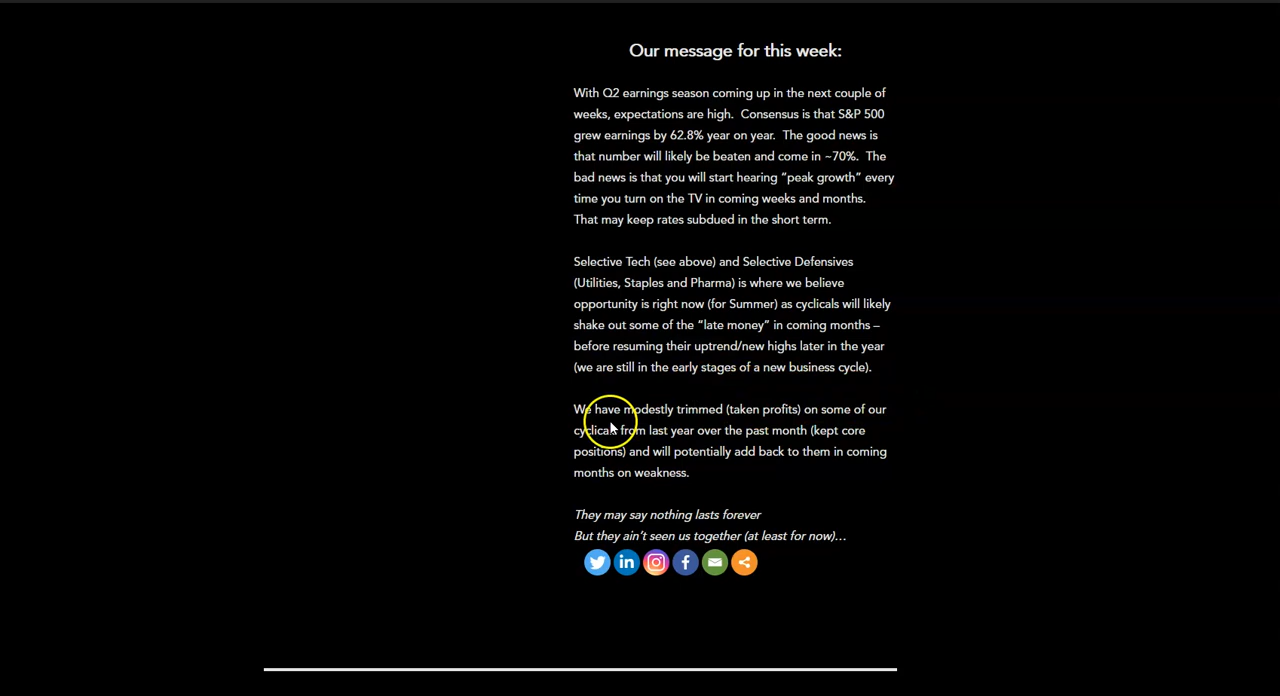 Our message for this week:
With Q2 earnings season coming up in the next couple of
weeks, expectations are high.  Consensus is that S&P 500
grew earnings by 62.8% year on year.  The good news is
that number will likely be beaten and come in ~70%.  The
bad news is that you will start hearing “peak growth” every
time you turn on the TV in coming weeks and months.
That may keep rates subdued in the short term.
Selective Tech (see above) and Selective Defensives
(Utilities, Staples and Pharma) is where we believe
opportunity is right now (for Summer) as cyclicals will likely
shake out some of the “late money” in coming months –
before resuming their uptrend/new highs later in the year
(we are still in the early stages of a new business cycle).
We have modestly trimmed (taken profits) on some of our
cyclicals from last year over the past month (kept core
positions) and will potentially add back to them in coming
months on weakness.
They may say nothing lasts forever
But they ain’t seen us together (at least for now)…